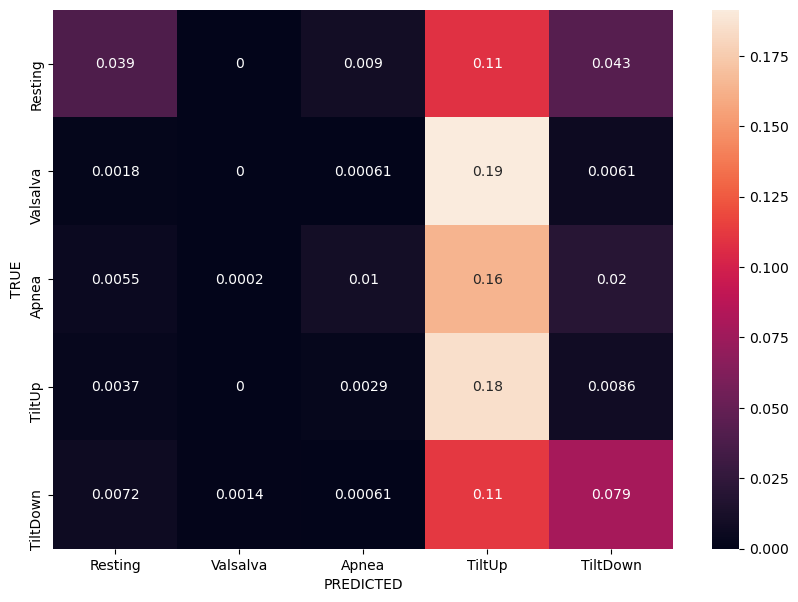 0.039 0 0.009 0.11 0.043
0.0018 0 0.00061 0.19 0.0061
0.0055 0.0002 0.01 0.16 0.02
0.0037 0 0.0029 0.18 0.0086
0.0072 0.0014 0.00061 0.11 0.079
TRUE
Resting
Valsalva
Apnea
TiltUp
TiltDown
Resting Valsalva Apnea TiltUp TiltDown
PREDICTED
0.175
0.150
0.125
0.100
0.075
0.050
0.025
0.000